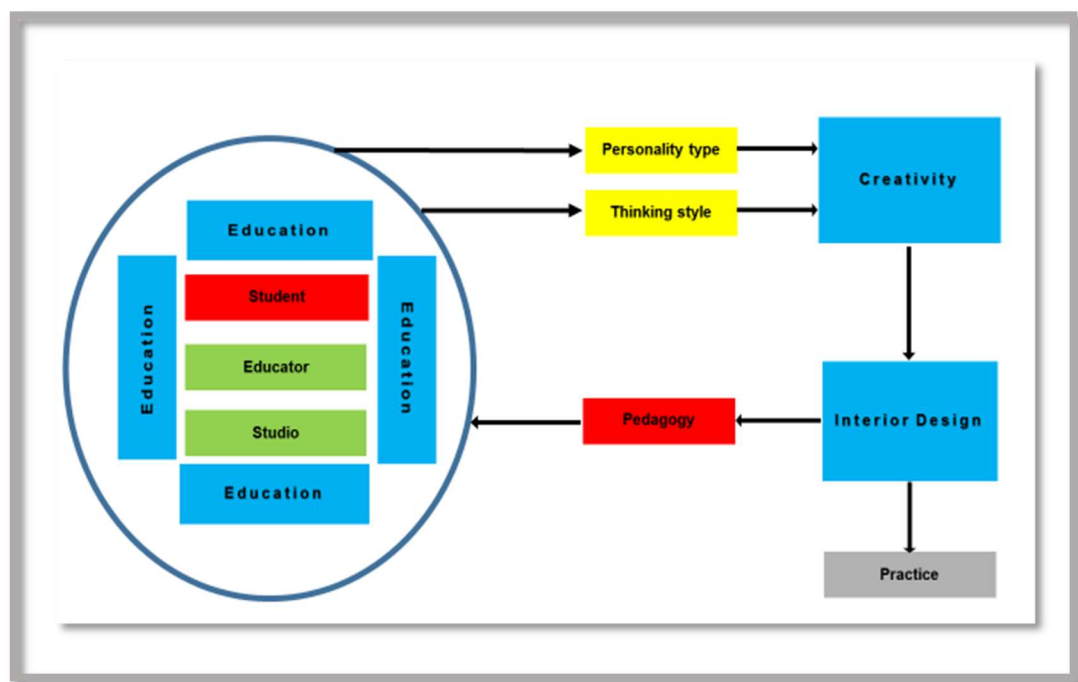 Personality type
Creativity
Thinking style
Education
Student
Education
Education
Educator
Studio
Education
Pedagogy
Interior Design
Practice